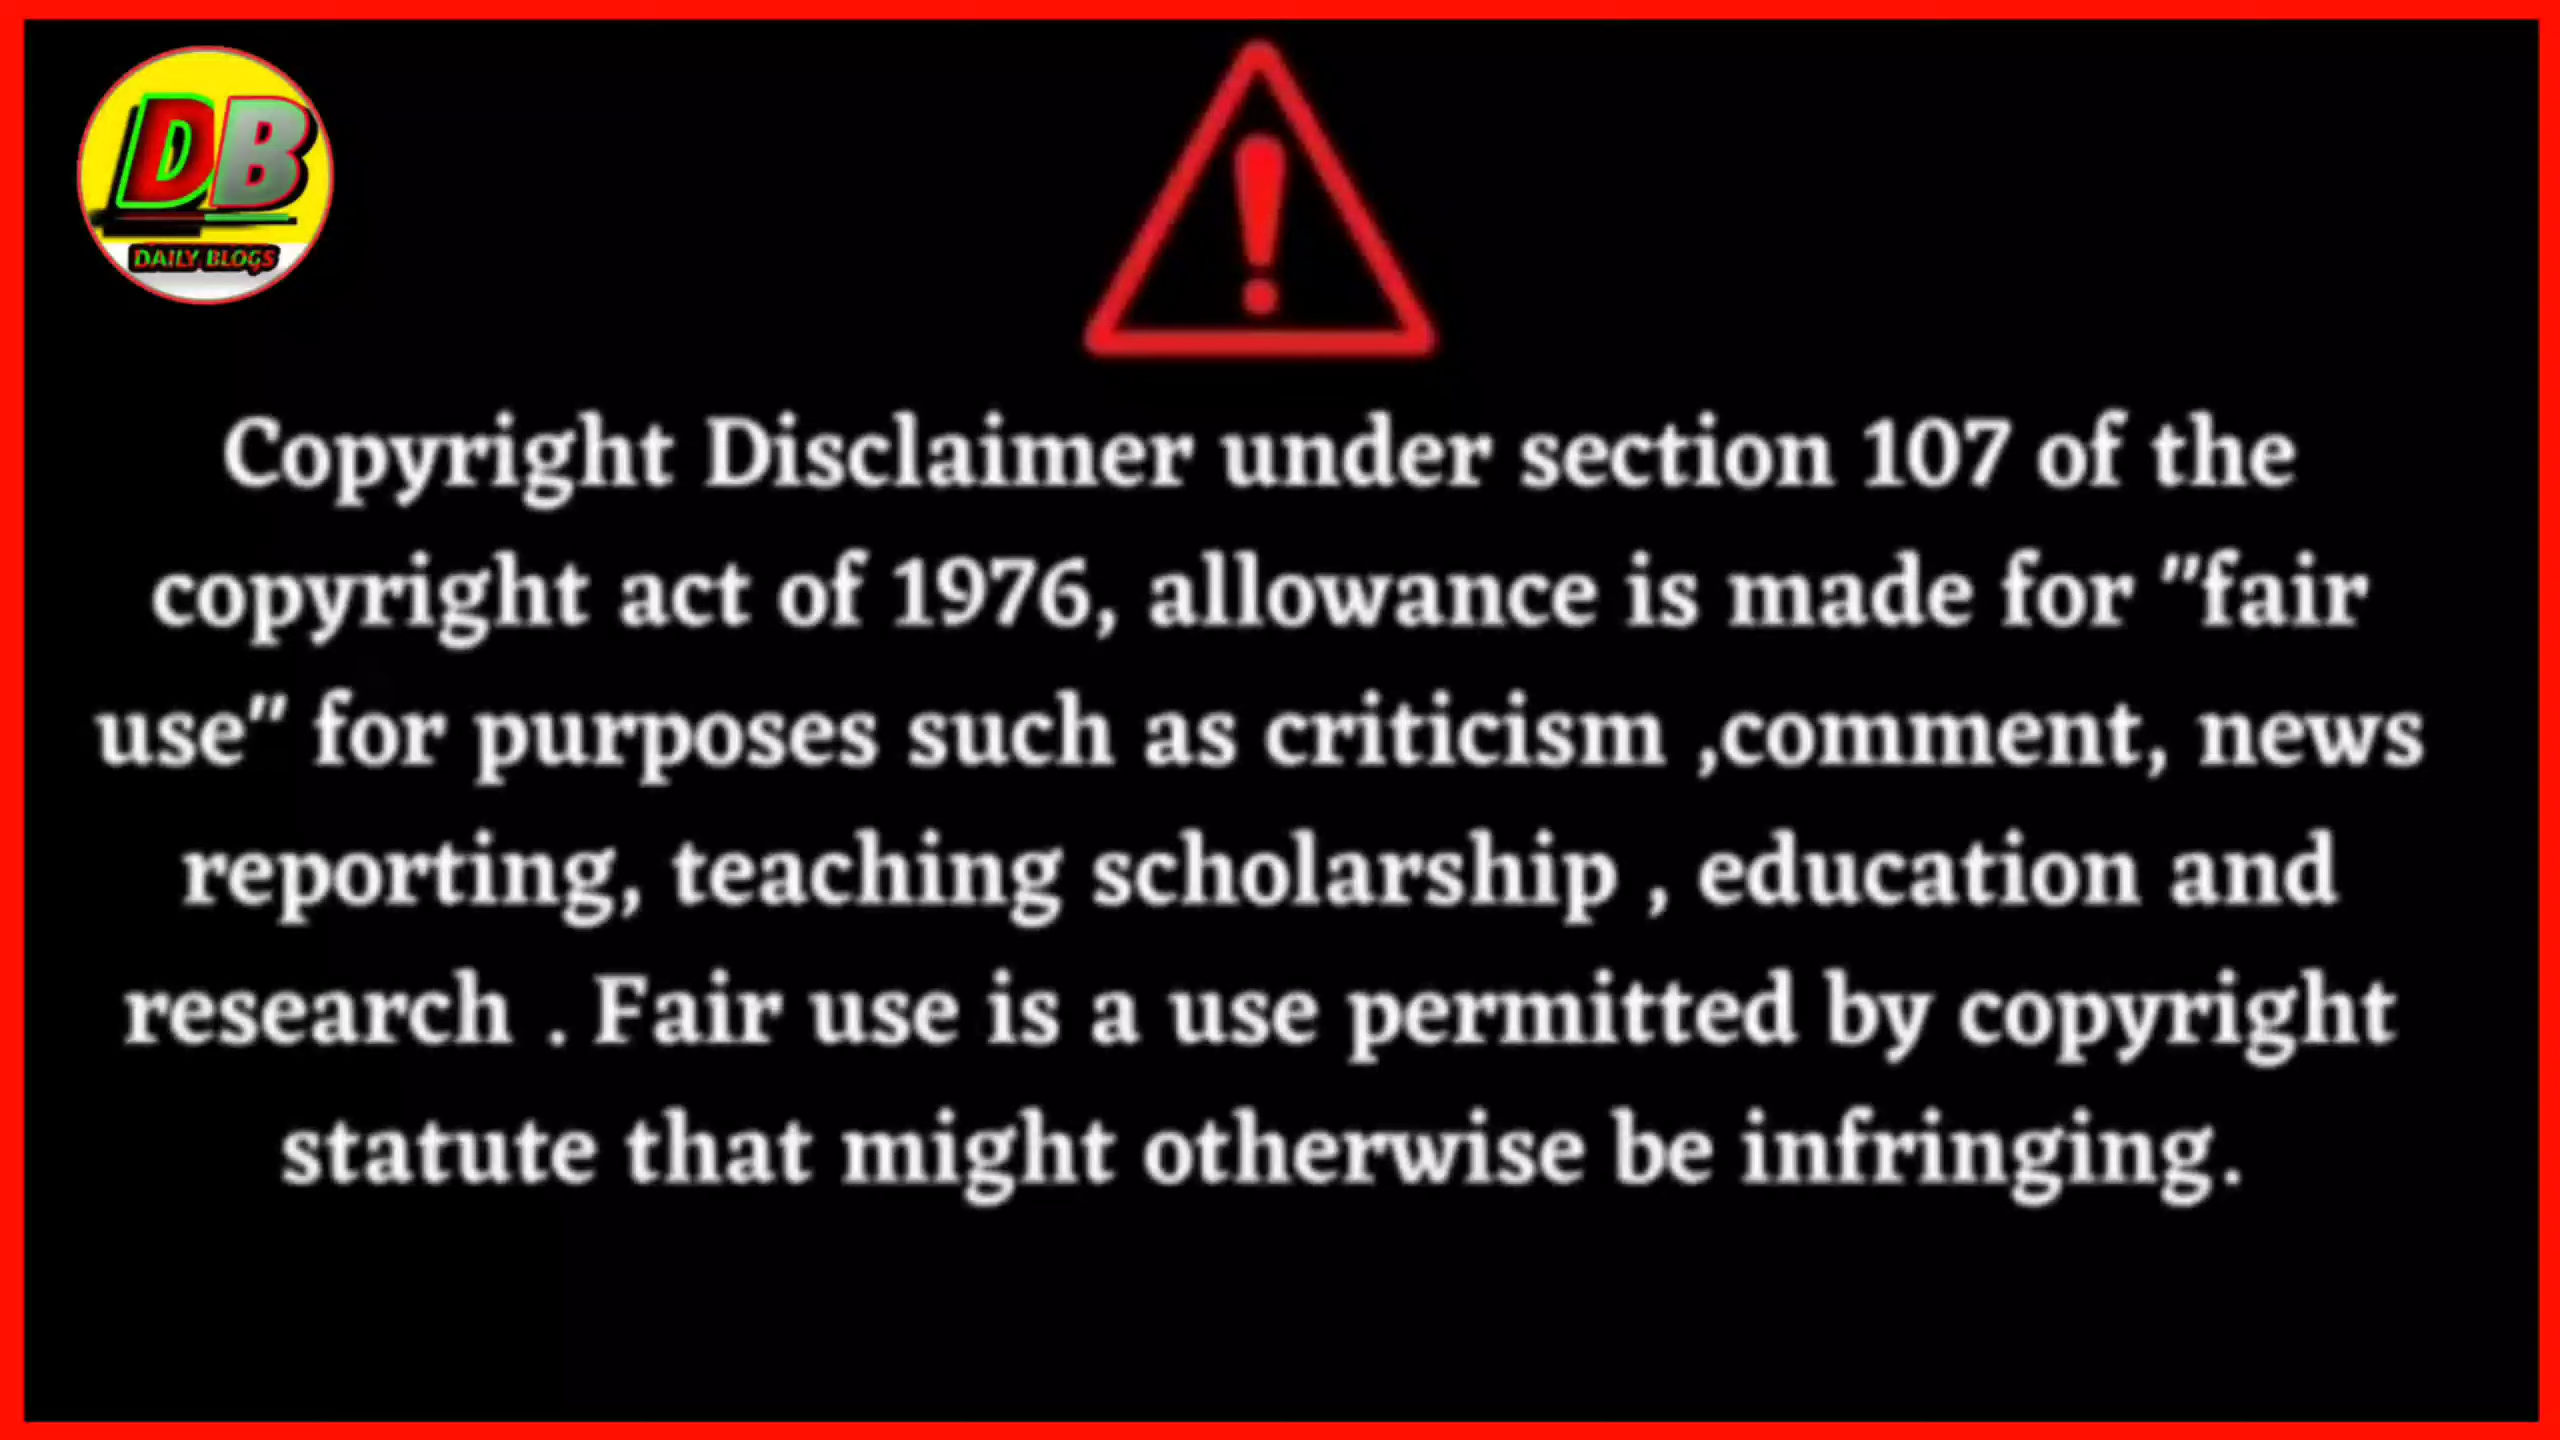 DB
DAILY BLOGS
Copyright Disclaimer under section 107 of the
copyright act of 1976, allowance is made for "fair
use" for purposes such as criticism ,comment, news
reporting, teaching scholarship , education and
research . Fair use is a use permitted by copyright
statute that might otherwise be infringing.